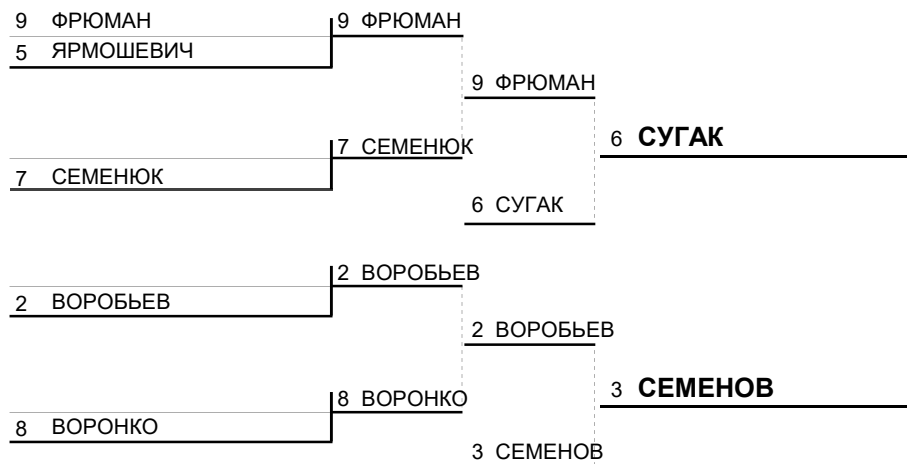 9 ФРЮМАН
9 ФРЮМАН
5 ЯРМОШЕВИЧ
9 ФРЮМАН
6 СУГАК
7 СЕМЕНЮК
7 СЕМЕНЮК
6 СУГАК
2 ВОРОБЬЕВ
2 ВОРОБЬЕВ
2 ВОРОБЬЕВ
3 СЕМЕНОВ
8 ВОРОНКО
8 ВОРОНКО
3 СЕМЕНОВ